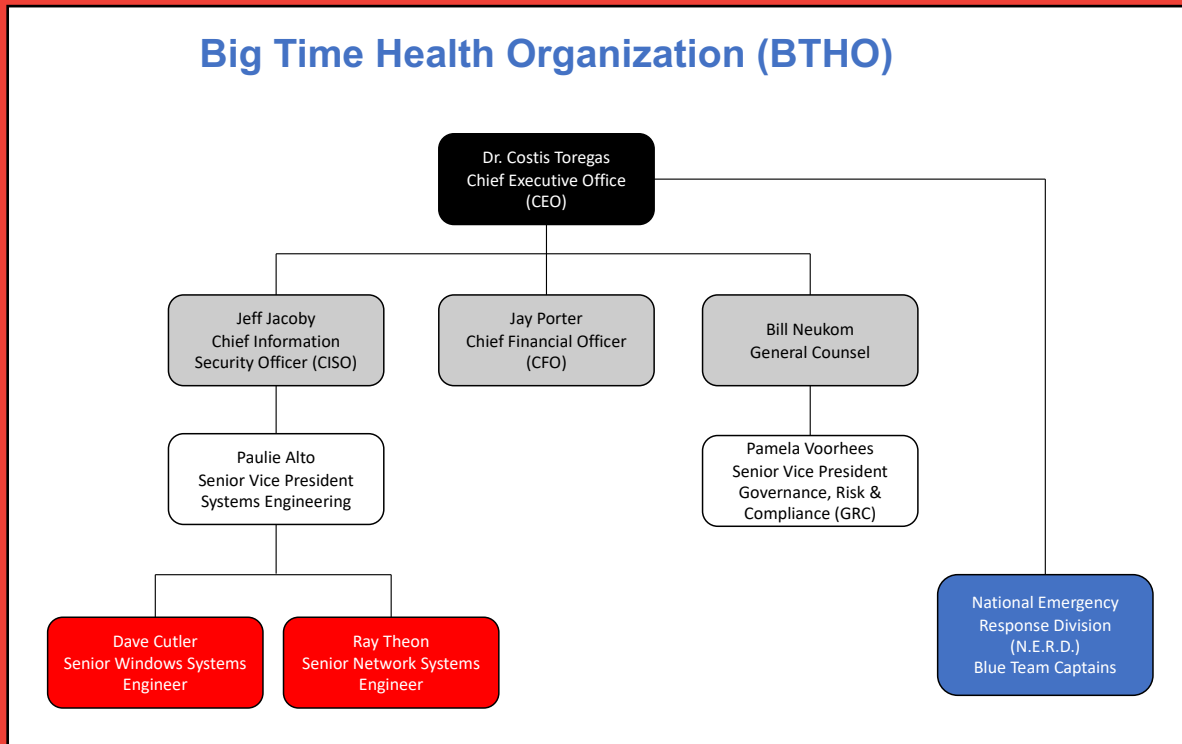 Big Time Health Organization (BTHO)
Dr. Costis Toregas
Chief Executive Office
(CEO)
Jeff Jacoby
Chief Information
Security Officer (CISO)
Jay Porter
Chief Financial Officer
(CFO)
Bill Neukom
General Counsel
Paulie Alto
Senior Vice President
Systems Engineering
Pamela Voorhees
Senior Vice President
Governance, Risk &
Compliance (GRC)
Dave Cutler
Senior Windows Systems
Engineer
Ray Theon
Senior Network Systems
Engineer
National Emergency
Response Division
(N.E.R.D.)
Blue Team Captains